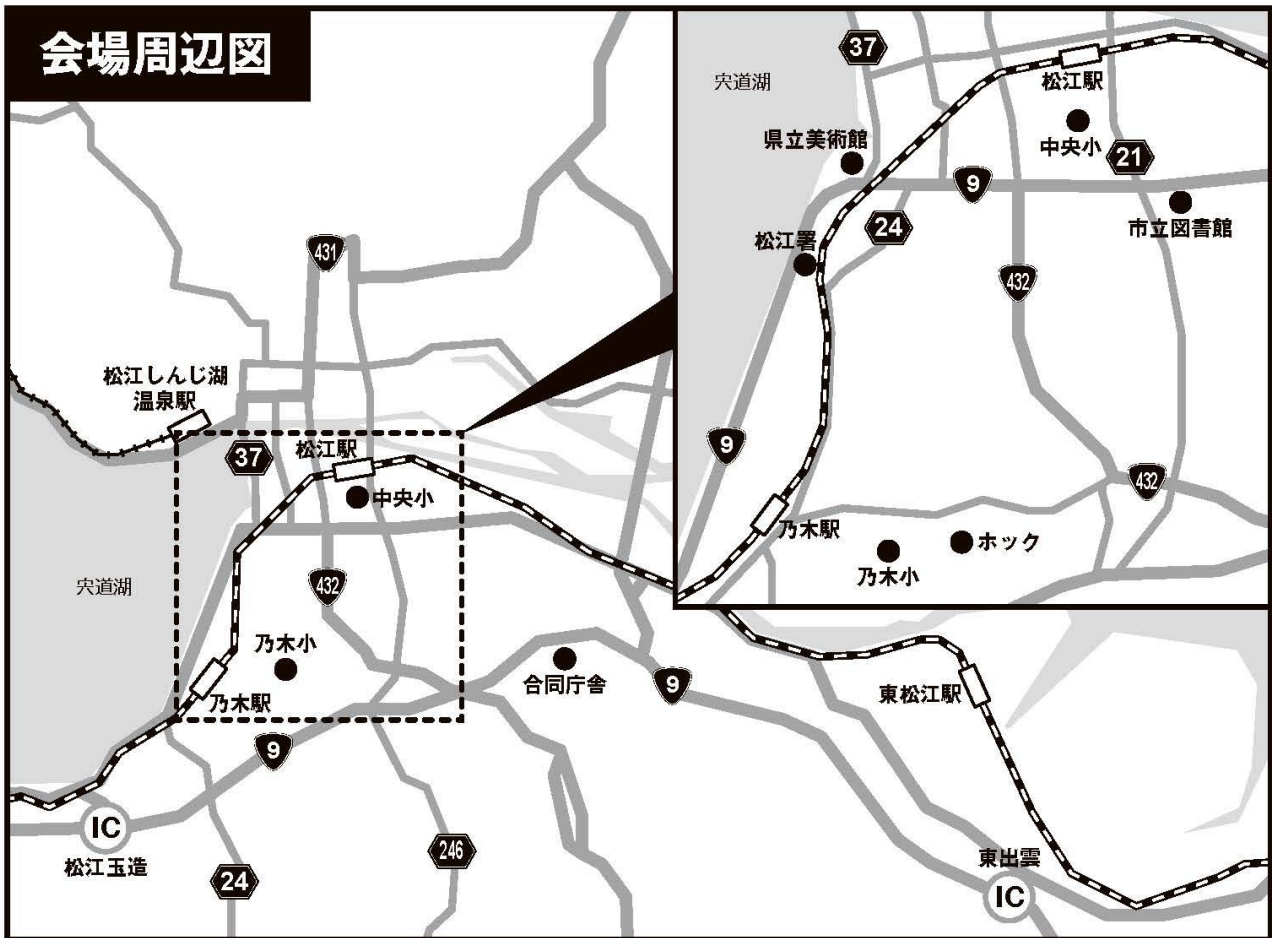 会場周辺図
431
松江しんじ湖
温泉駅
37
松江駅
中央小
宍道湖
432
乃木小
乃木駅
9
合同庁舎
9
東松江駅
IC
松江玉造
24
246
東出雲
IC
37
宍道湖
松江駅
県立美術館
中央小
21
9
市立図書館
24
松江署
432
9
432
乃木駅
ホック
乃木小